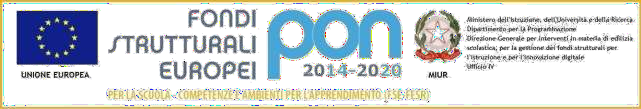 UNIONE EUROPEA
FONDI
STRUTTURALI
EUROPEI
pon
2014-2020
MIUR
Ministero dell'Istruzione, dell'Università e della Ricerca
Dipartimento per la Programmazione
Direzione Generale per interventi in materia di edilizia
scolastica, per la gestione dei fondi strutturali per
l'istruzione e per l'innovazione digitale
Ufficio IV
PER LA SCUOLA - COMPETENZE E AMBIENTI PER L'APPRENDIMENTO (FSE-FESR)